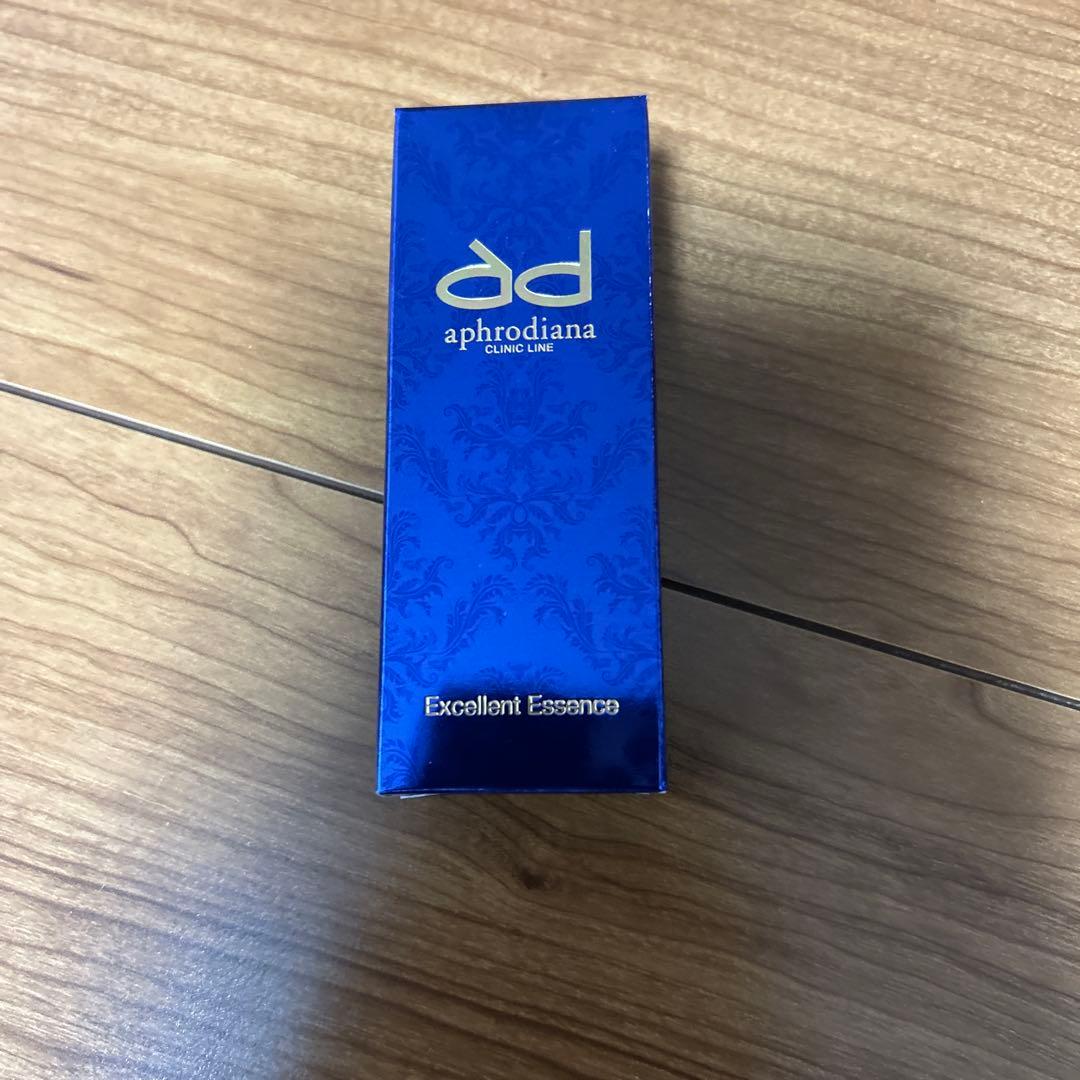 ad
aphrodiana
CLINIC LINE
Excellent Essence